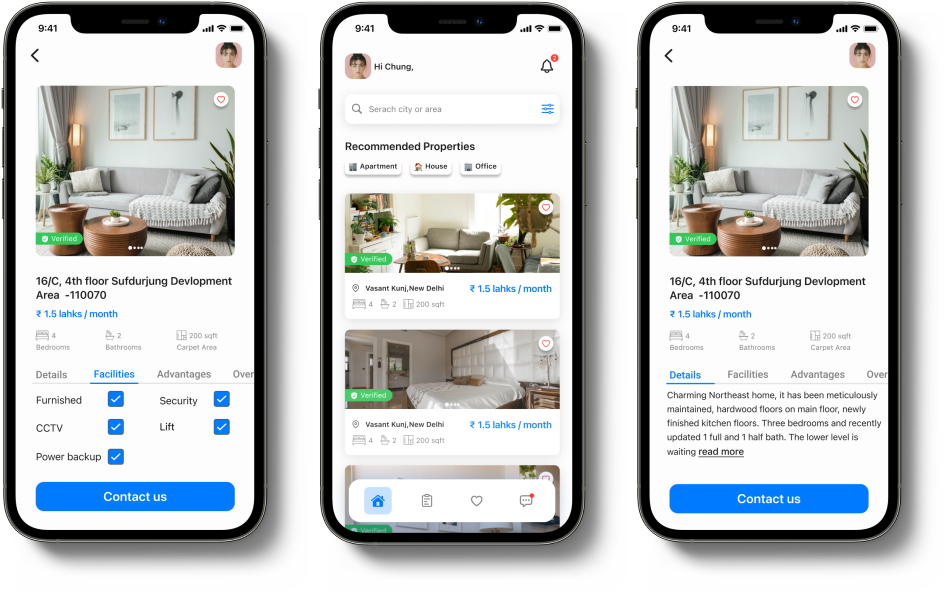 9:41
Verified
16/C, 4th floor Sufdurjung Devlopment
Area -110070
₹ 1.5 lahks / month
4
2
200 sqft
Bedrooms
Bathrooms
Carpet Area
Details
Facilities
Advantages
Over
Furnished
Security
CCTV
Lift
Power backup
Contact us
9:41
Hi Chung,
2
Serach city or area
Recommended Properties
Apartment
House
Office
Verified
Vasant Kunj,New Delhi
₹ 1.5 lahks / month
4
2
200 sqft
Verified
Vasant Kunj,New Delhi
₹ 1.5 lahks / month
4
2
200 sqft
Verified
9:41
Verified
16/C, 4th floor Sufdurjung Devlopment
Area -110070
₹ 1.5 lahks / month
4
2
200 sqft
Bedrooms
Bathrooms
Carpet Area
Details
Facilities
Advantages
Over
Charming Northeast home, it has been meticulously
maintained, hardwood floors on main floor, newly
finished kitchen floors. Three bedrooms and recently
updated 1 full and 1 half bath. The lower level is
waiting read more
Contact us